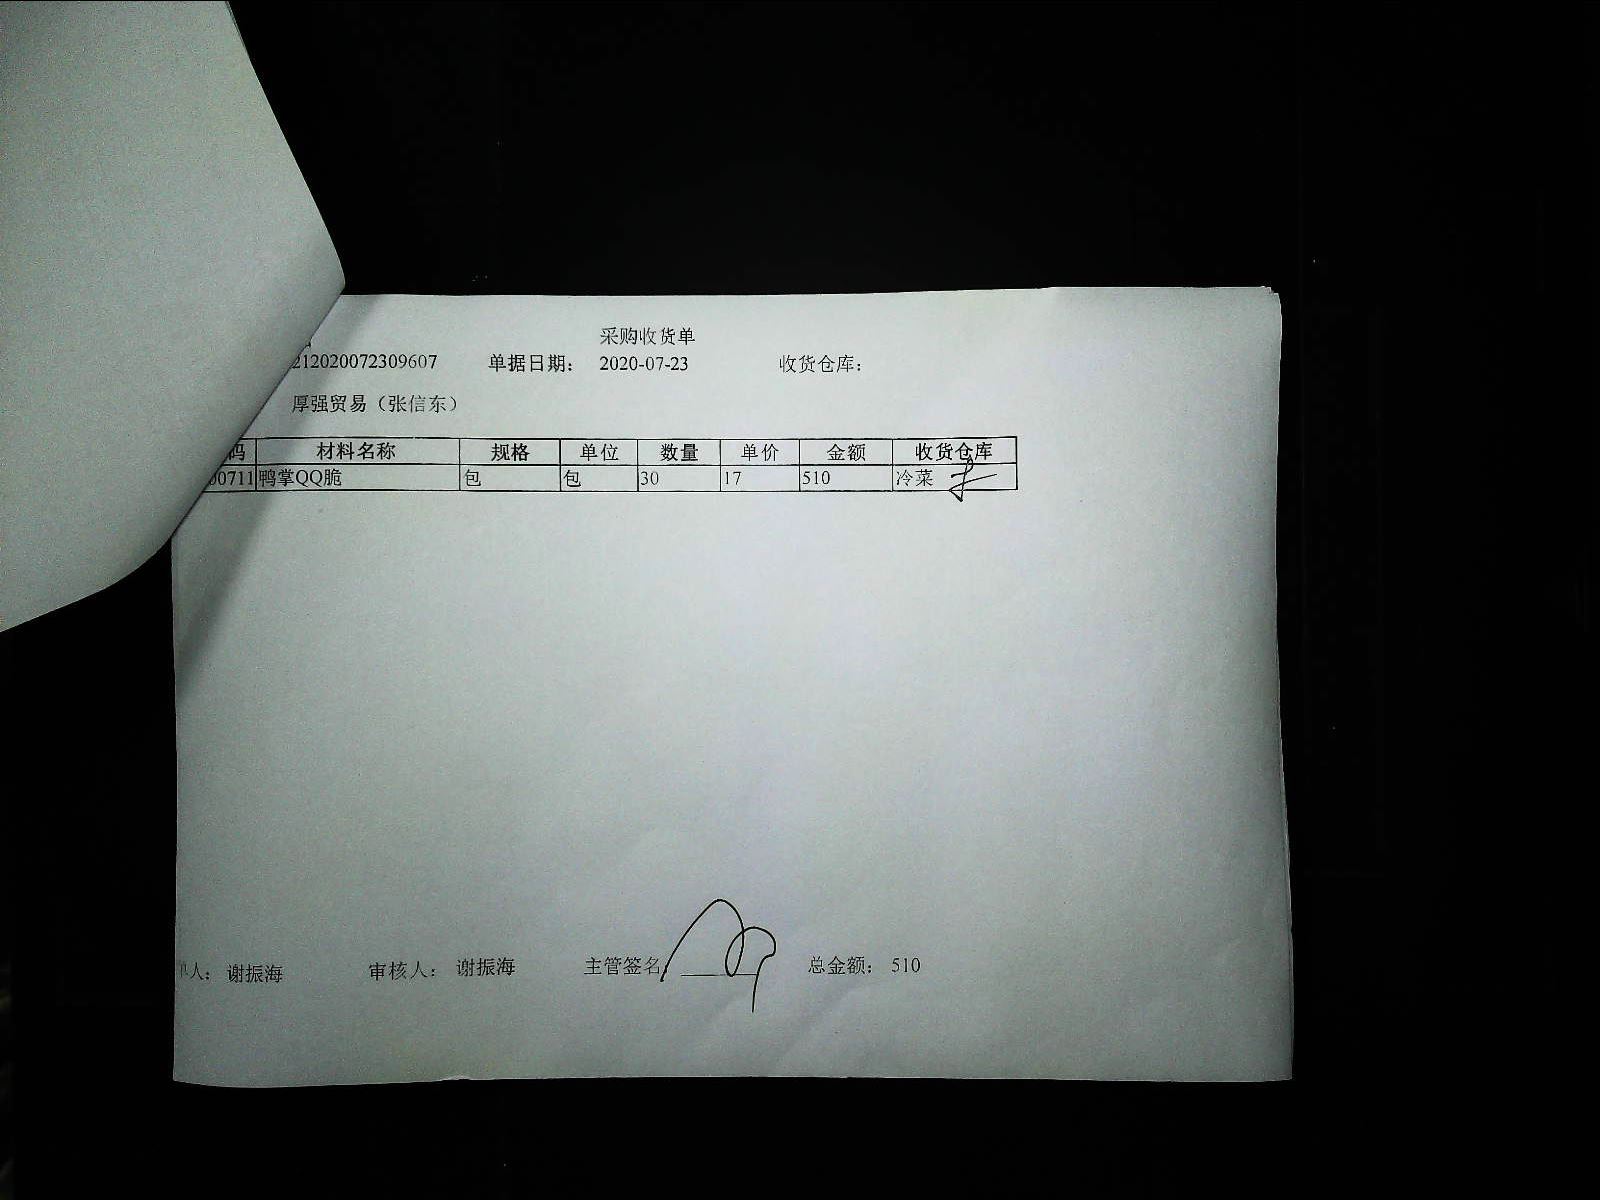 采购收货单
212020072309607 单据日期： 2020-07-23 收货仓库：
厚强贸易（张信东）
码 材料名称 规格 单位 数量 单价 金额 收货仓库
00711 鸭掌QQ脆 包 包 30 17 510 冷菜
单人： 谢振海 审核人： 谢振海 主管签名 总金额： 510